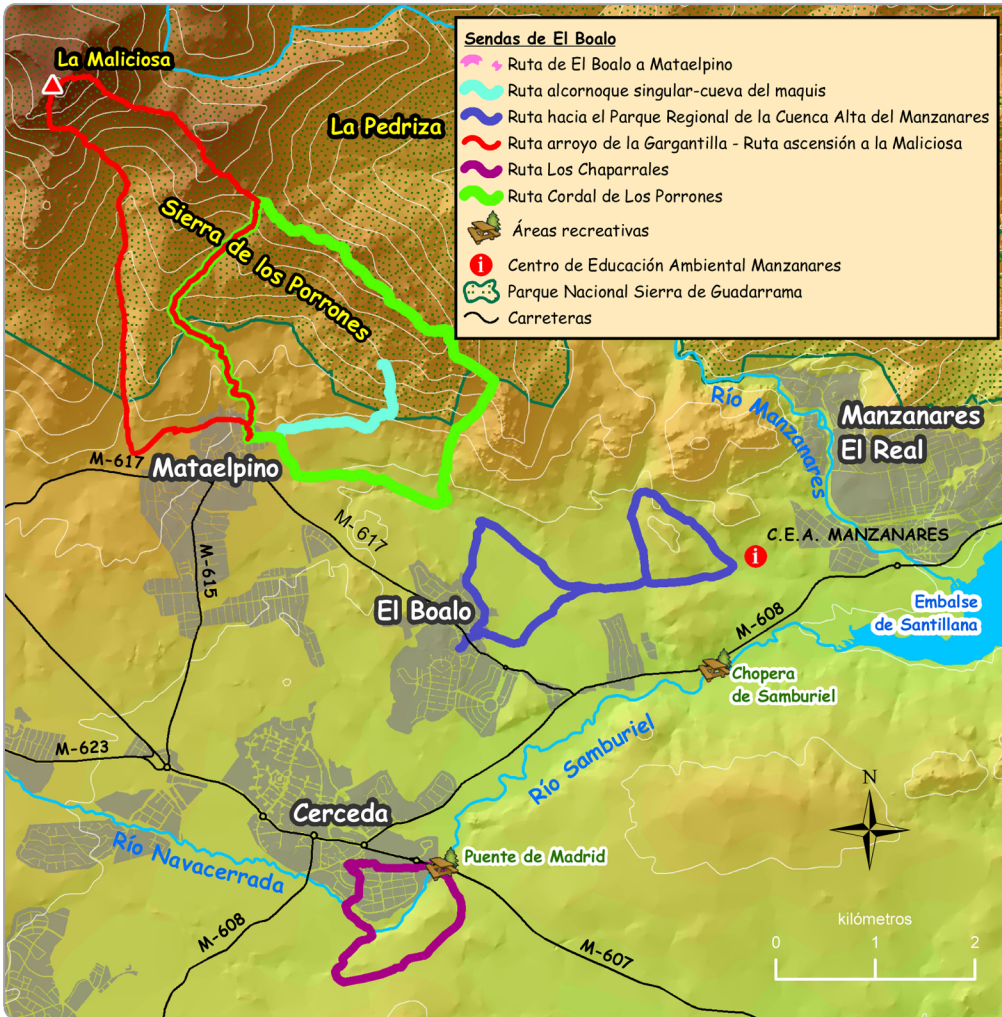 Sendas de El Boalo
Ruta de El Boalo a Mataelpino
Ruta alcornoque singular-cueva del maquis
Ruta hacia el Parque Regional de la Cuenca Alta del Manzanares
Ruta arroyo de la Gargantilla - Ruta ascensión a la Maliciosa
Ruta Los Chaparrales
Ruta Cordal de Los Porrones
Áreas recreativas
i Centro de Educación Ambiental Manzanares
Parque Nacional Sierra de Guadarrama
Carreteras
La Maliciosa
La Pedriza
Sierra de los Porrones
Río Manzanares
Manzanares
El Real
M-617
Mataelpino
M-617
M-615
C.E.A. MANZANARES
i
El Boalo
M-608
Embalse
de Santillana
Chopera
de Samburiel
M-623
Río Samburiel
Cerceda
N
Río Navacerrada
Puente de Madrid
M-608
M-607
kilómetros
0 1 2